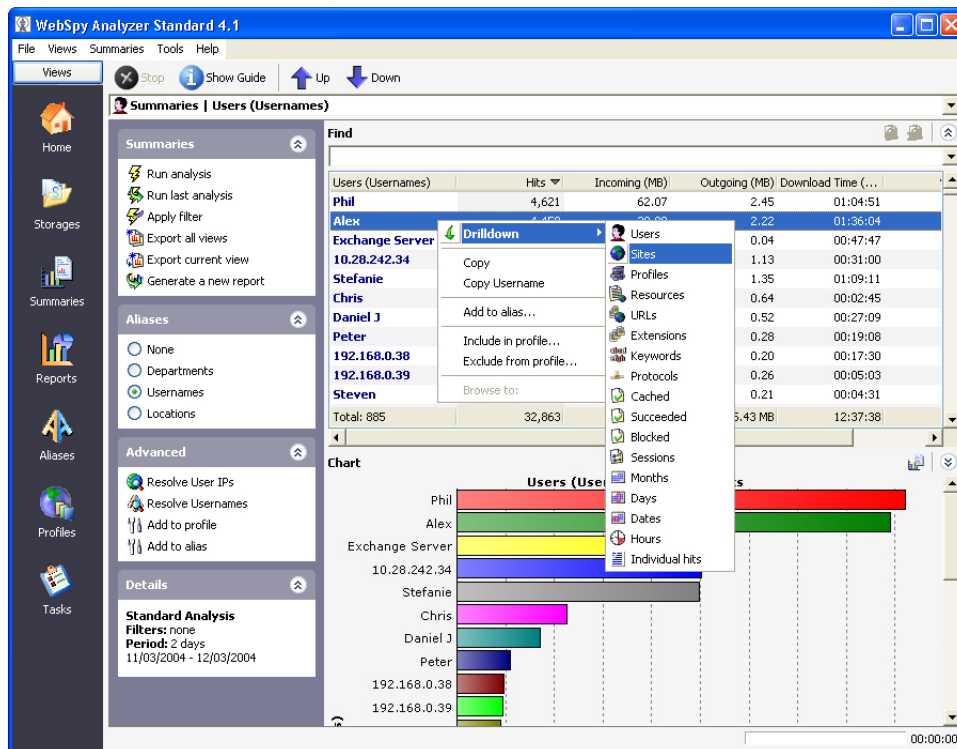 WebSpy Analyzer Standard 4.1
File Views Summaries Tools Help
Views
Stop Show Guide Up Down
Summaries | Users (Usernames)
Home
Storages
Summaries
Reports
Aliases
Profiles
Tasks
Summaries
Run analysis
Run last analysis
Apply filter
Export all views
Export current view
Generate a new report
Aliases
None
Departments
Usernames
Locations
Advanced
Resolve User IPs
Resolve Usernames
Add to profile
Add to alias
Details
Standard Analysis
Filters: none
Period: 2 days
11/03/2004 - 12/03/2004
Find
Users (Usernames) Hits Incoming (MB) Outgoing (MB) Download Time (...
Phil 4,621 62.07 2.45 01:04:51
Alex 2.22 01:36:04
Exchange Server 0.04 00:47:47
10.28.242.34 1.13 00:31:00
Stefanie 1.35 01:09:11
Chris 0.64 00:02:45
Daniel J 0.52 00:27:09
Peter 0.28 00:19:08
192.168.0.38 0.20 00:17:30
192.168.0.39 0.26 00:05:03
Steven 0.21 00:04:31
Total: 885 32,863 5.43 MB 12:37:38
Drilldown
Copy
Copy Username
Add to alias...
Include in profile...
Exclude from profile...
Browse to:
Users
Sites
Profiles
Resources
URLs
Extensions
Keywords
Protocols
Cached
Succeeded
Blocked
Sessions
Months
Days
Dates
Hours
Individual hits
Chart
Users (Use
Phil
Alex
Exchange Server
10.28.242.34
Stefanie
Chris
Daniel J
Peter
192.168.0.38
192.168.0.39
00:00:00